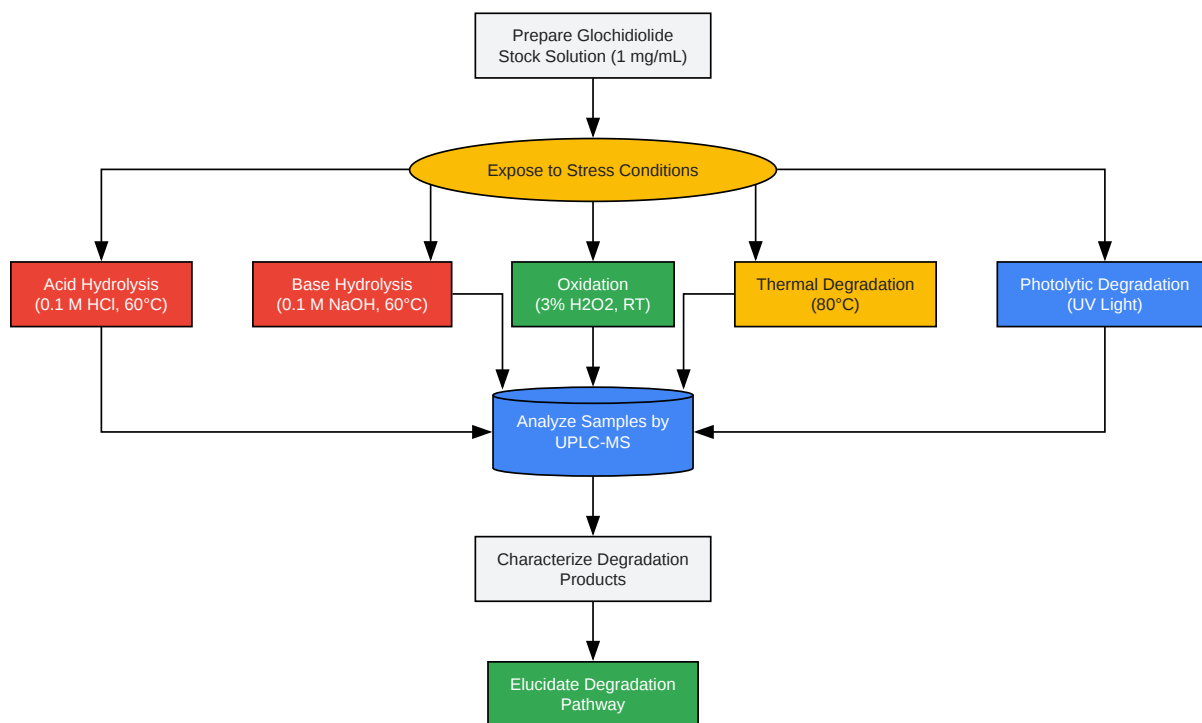 Prepare Glochidiolide
Stock Solution (1 mg/mL)
Expose to Stress Conditions
Acid Hydrolysis
(0.1 M HCl, 60°C)
Base Hydrolysis
(0.1 M NaOH, 60°C)
Oxidation
(3% H2O2, RT)
Thermal Degradation
(80°C)
Photolytic Degradation
(UV Light)
Analyze Samples by
UPLC-MS
Characterize Degradation
Products
Elucidate Degradation
Pathway